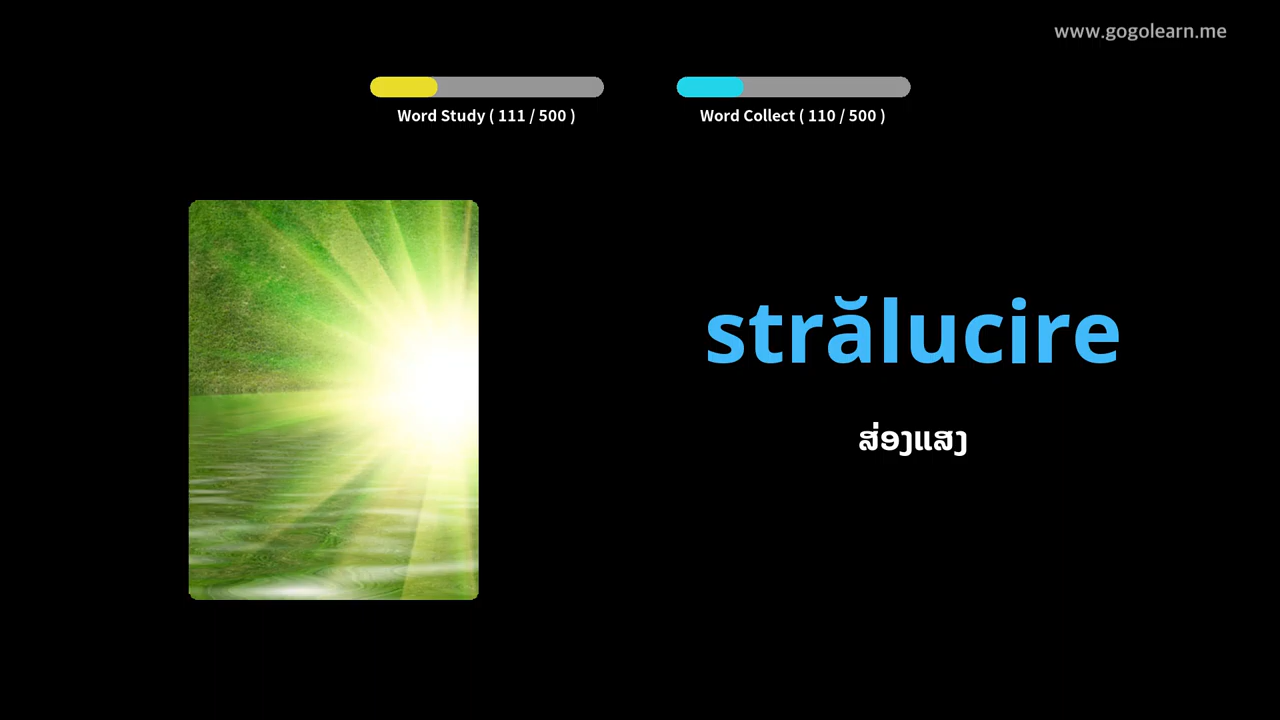 www.gogolearn.me
Word Study ( 111 / 500 )
Word Collect ( 110 / 500 )
strălucire
ສ່ອງແສງ